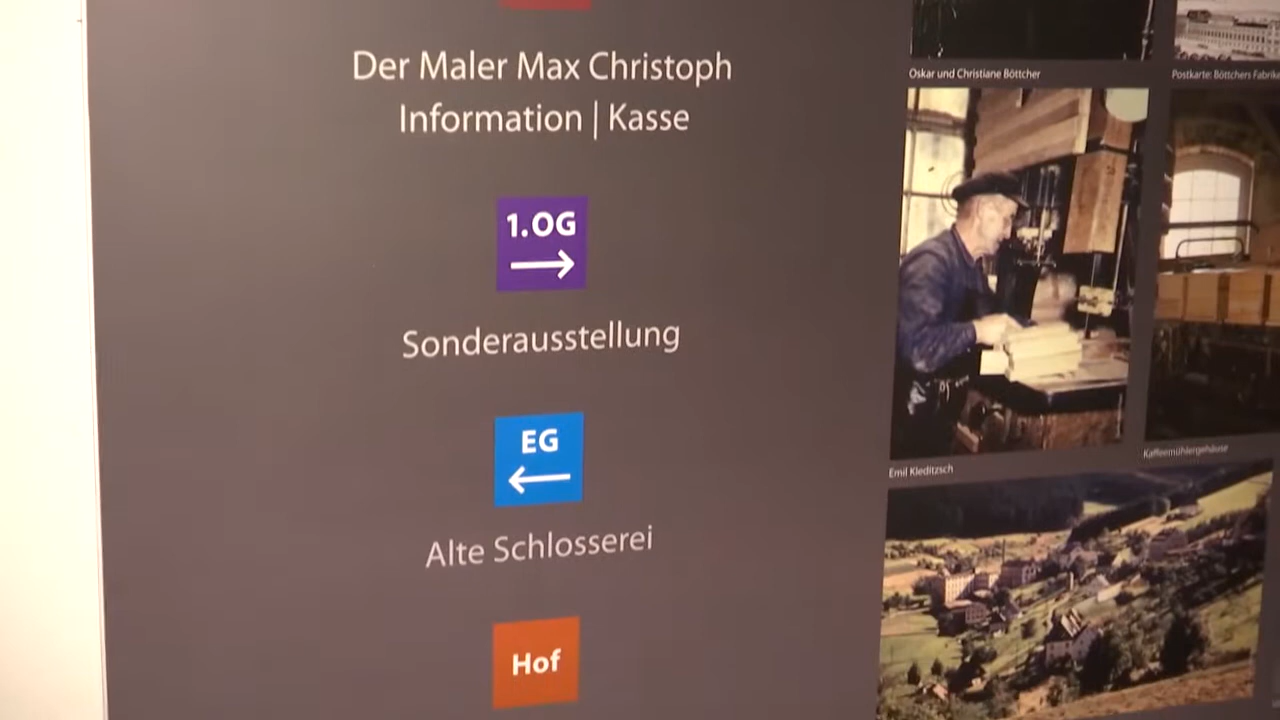 Der Maler Max Christoph
Information | Kasse
1.OG
Sonderausstellung
EG
Alte Schlosserei
Hof
Oskar und Christiane Böttcher
Postkarte: Böttchers Fabrike
Emil Kleditzsch
Kaffeemühlengehäuse